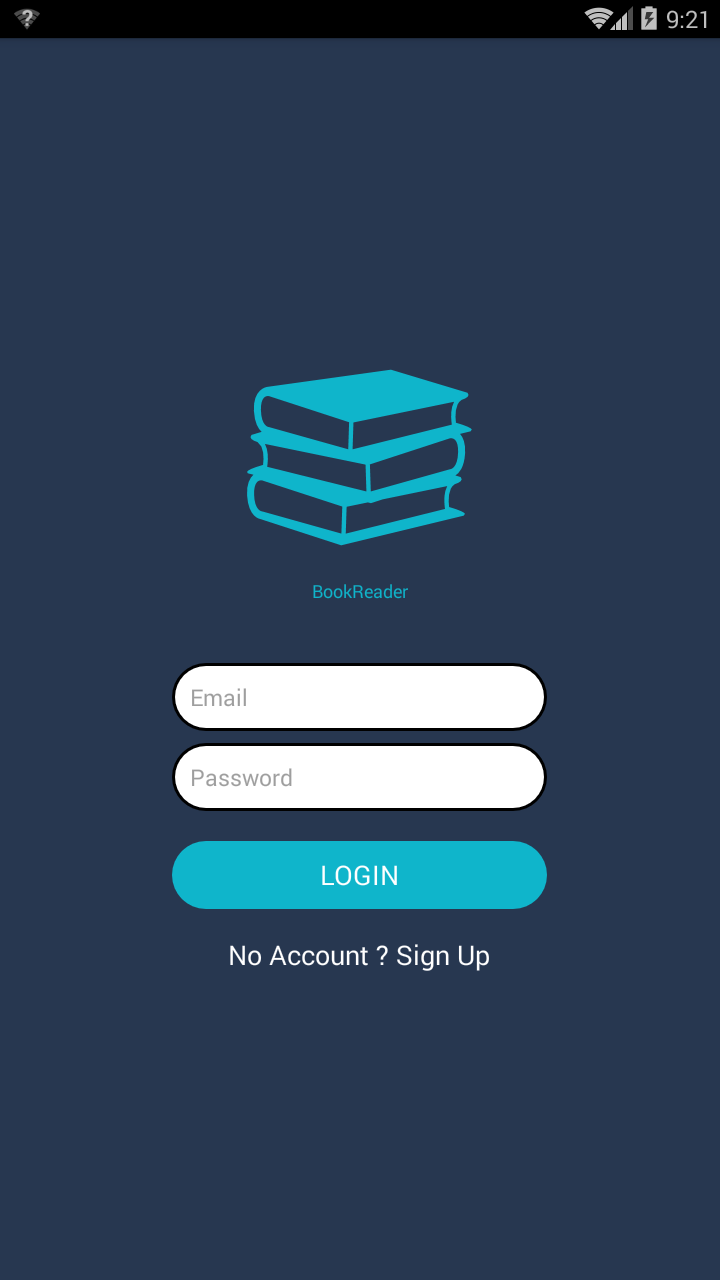 9:21
BookReader
Email
Password
LOGIN
No Account ? Sign Up